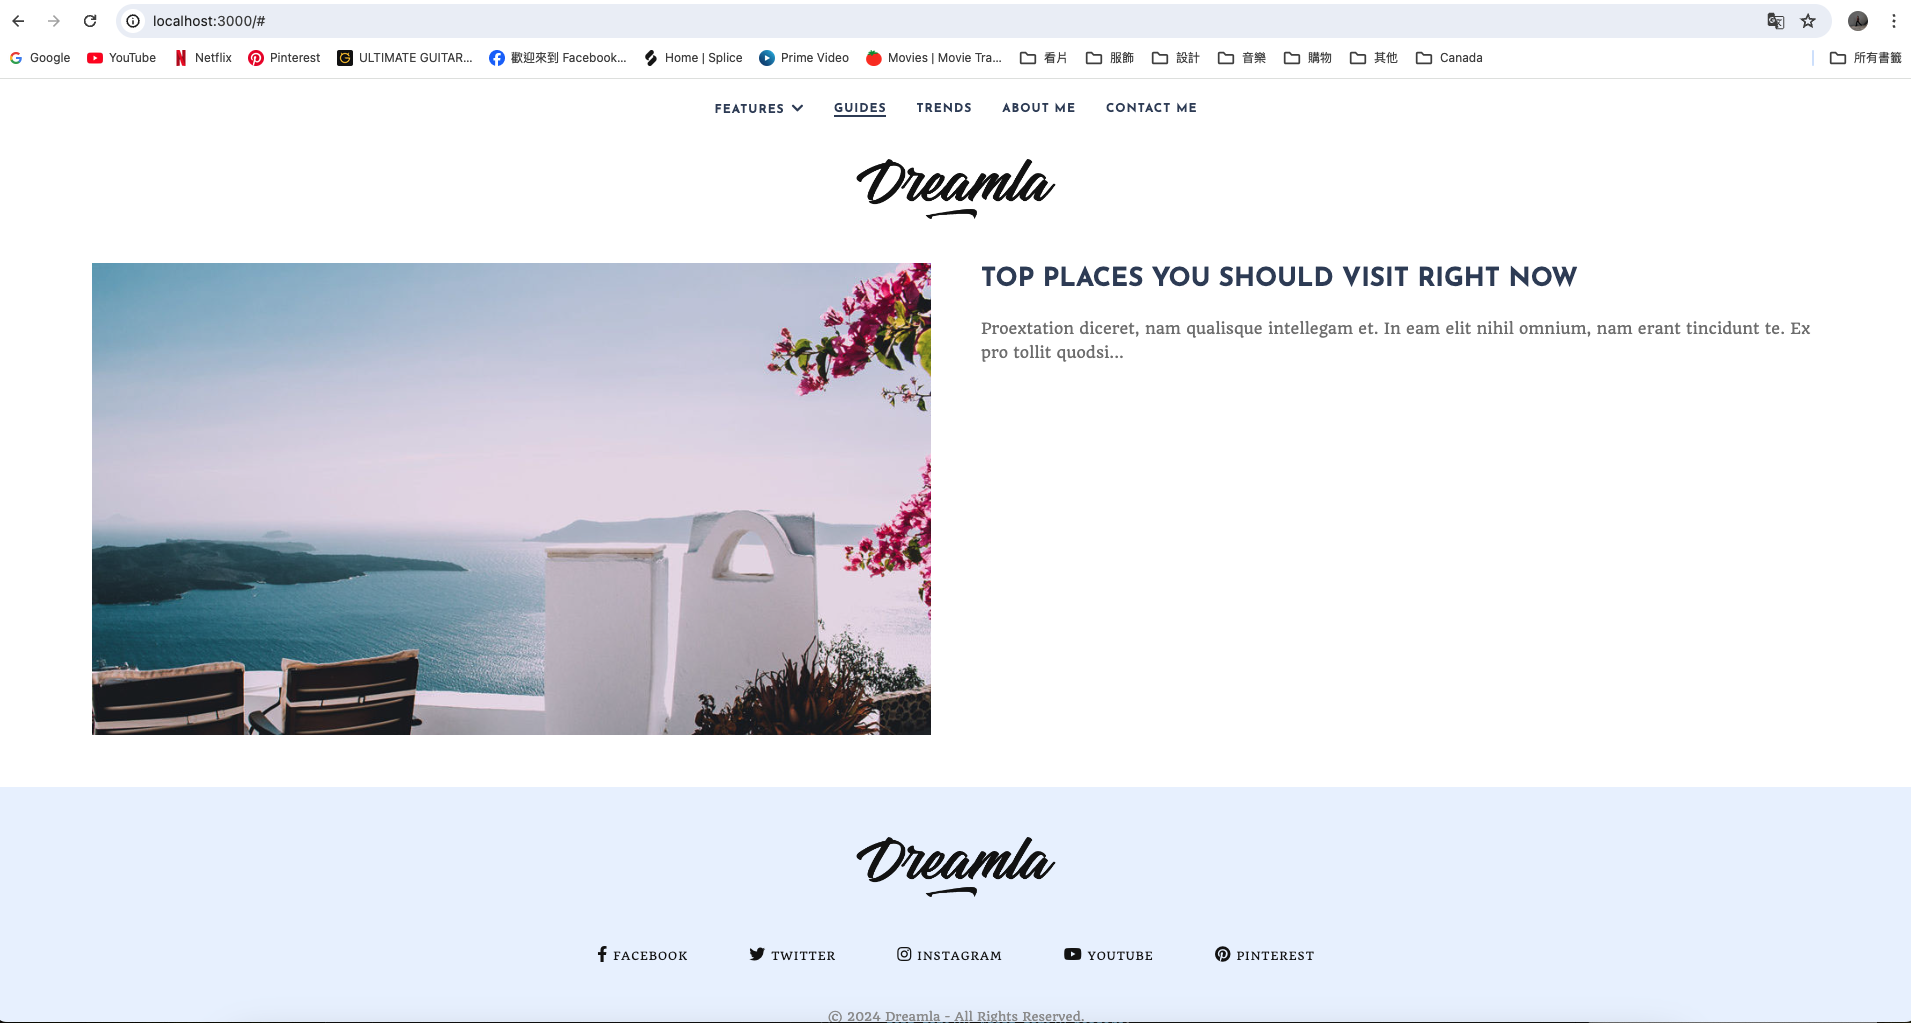 localhost:3000/#
Google YouTube Netflix Pinterest ULTIMATE GUITAR... 歡迎來到 Facebook... Home | Splice Prime Video Movies | Movie Tra... 看片 服飾 設計 音樂 購物 其他 Canada 所有書籤
FEATURES GUIDES TRENDS ABOUT ME CONTACT ME
Dreamla
TOP PLACES YOU SHOULD VISIT RIGHT NOW
Proextation diceret, nam qualisque intellegam et. In eam elit nihil omnium, nam erant tincidunt te. Ex
pro tollit quodsi...
Dreamla
FACEBOOK TWITTER INSTAGRAM YOUTUBE PINTEREST
© 2024 Dreamla - All Rights Reserved.